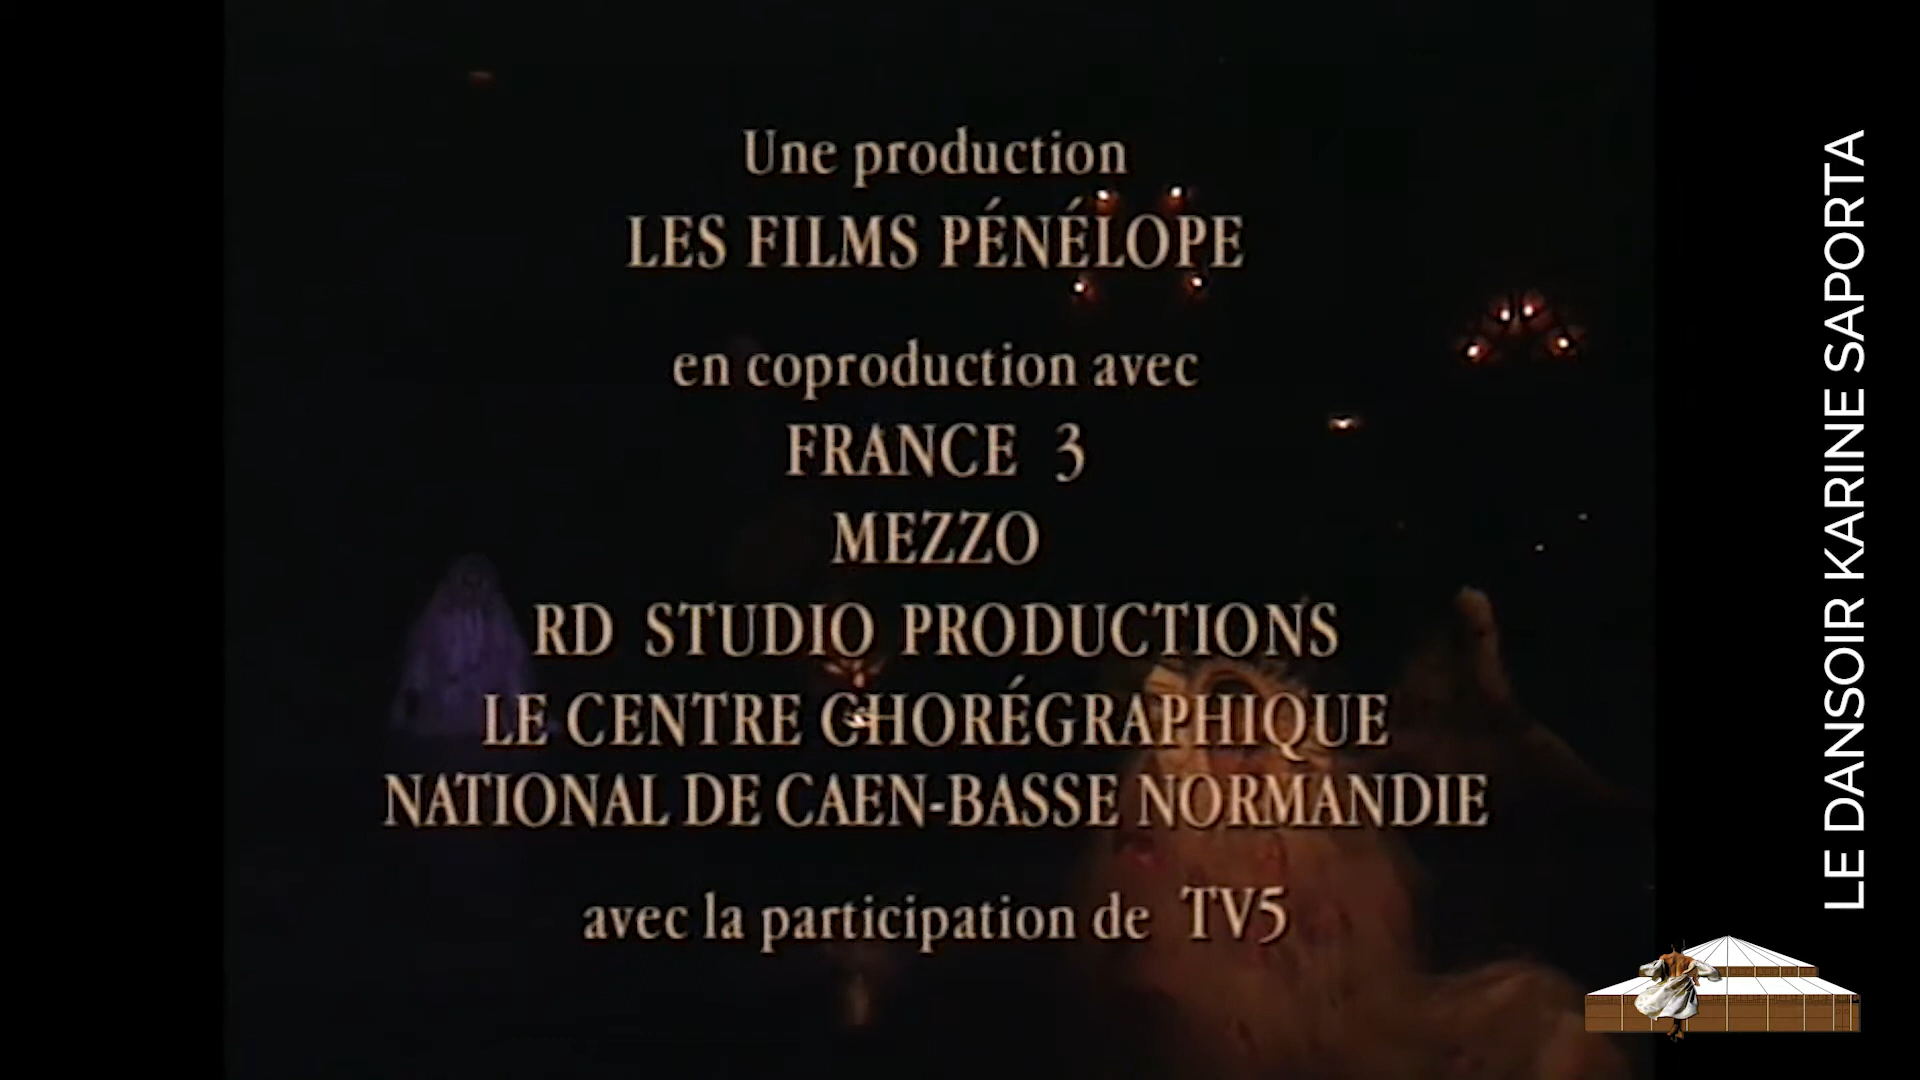 Une production
LES FILMS PÉNÉLOPE
en coproduction avec
FRANCE 3
MEZZO
RD STUDIO PRODUCTIONS
LE CENTRE CHORÉGRAPHIQUE
NATIONAL DE CAEN-BASSE NORMANDIE
avec la participation de TV5
LE DANSOIR KARINE SAPORTA